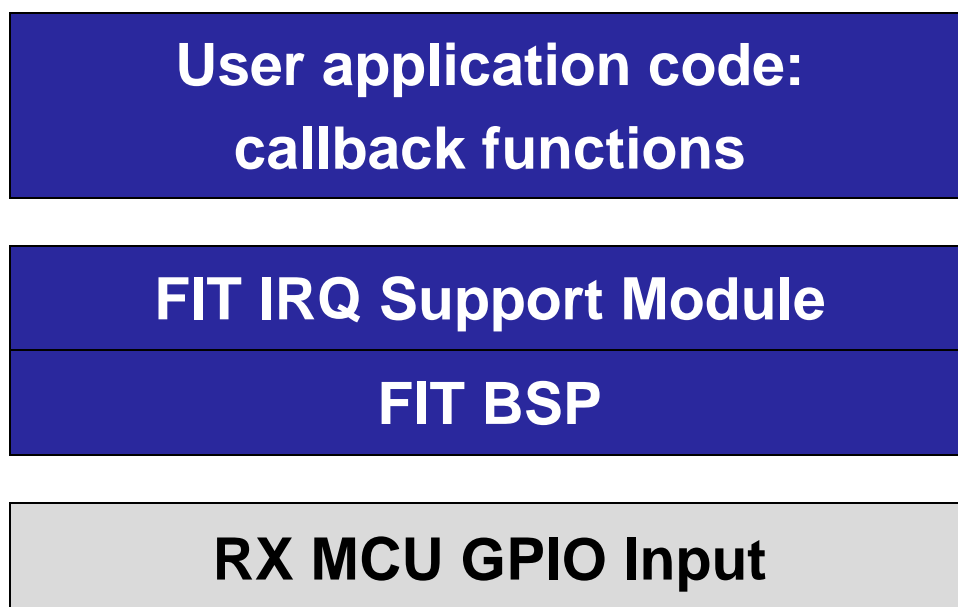 User application code:
callback functions
FIT IRQ Support Module
FIT BSP
RX MCU GPIO Input